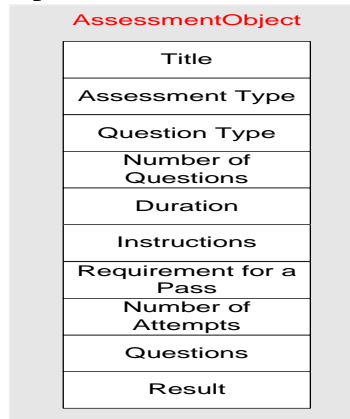 AssessmentObject
Title
Assessment Type
Question Type
Number of
Questions
Duration
Instructions
Requirement for a
Pass
Number of
Attempts
Questions
Result